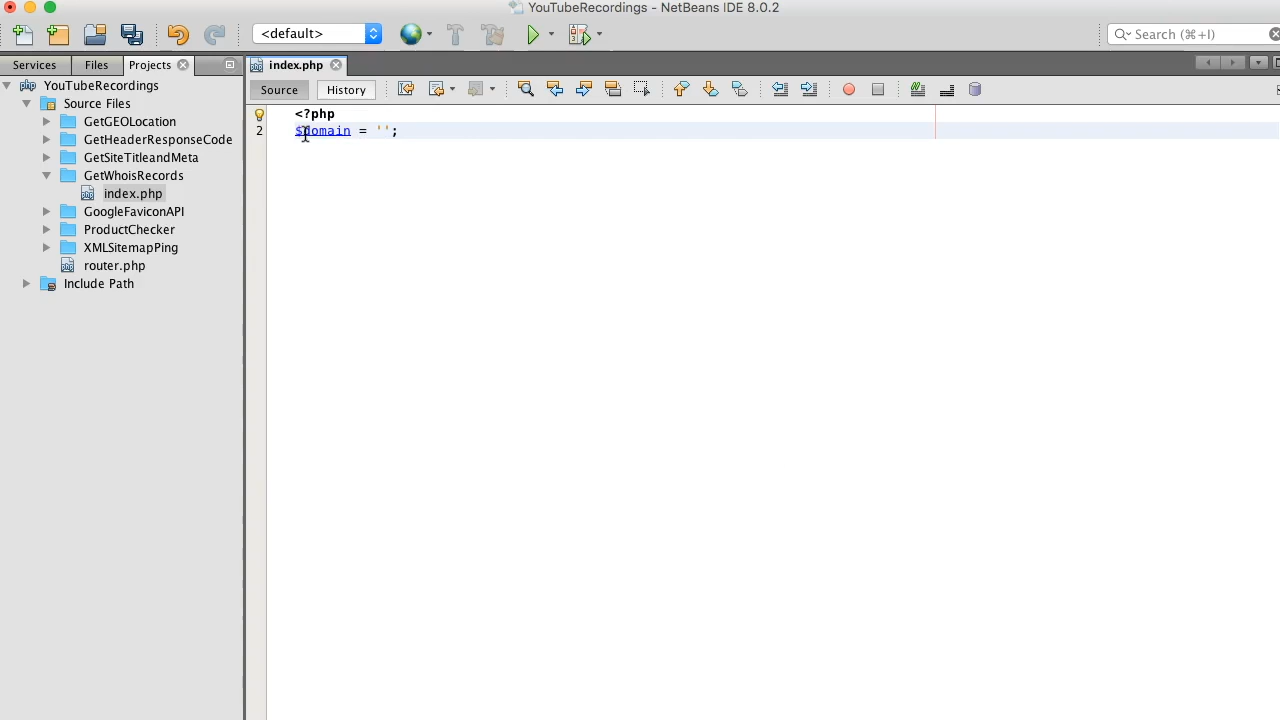 YouTubeRecordings - NetBeans IDE 8.0.2
<default>
Search (⌘+I)
Services
Files
Projects
index.php
YouTubeRecordings
Source Files
GetGEOLocation
GetHeaderResponseCode
GetSiteTitleandMeta
GetWhoisRecords
index.php
GoogleFaviconAPI
ProductChecker
XMLSitemapPing
router.php
Include Path
Source
History
<?php
2 $domain = '';